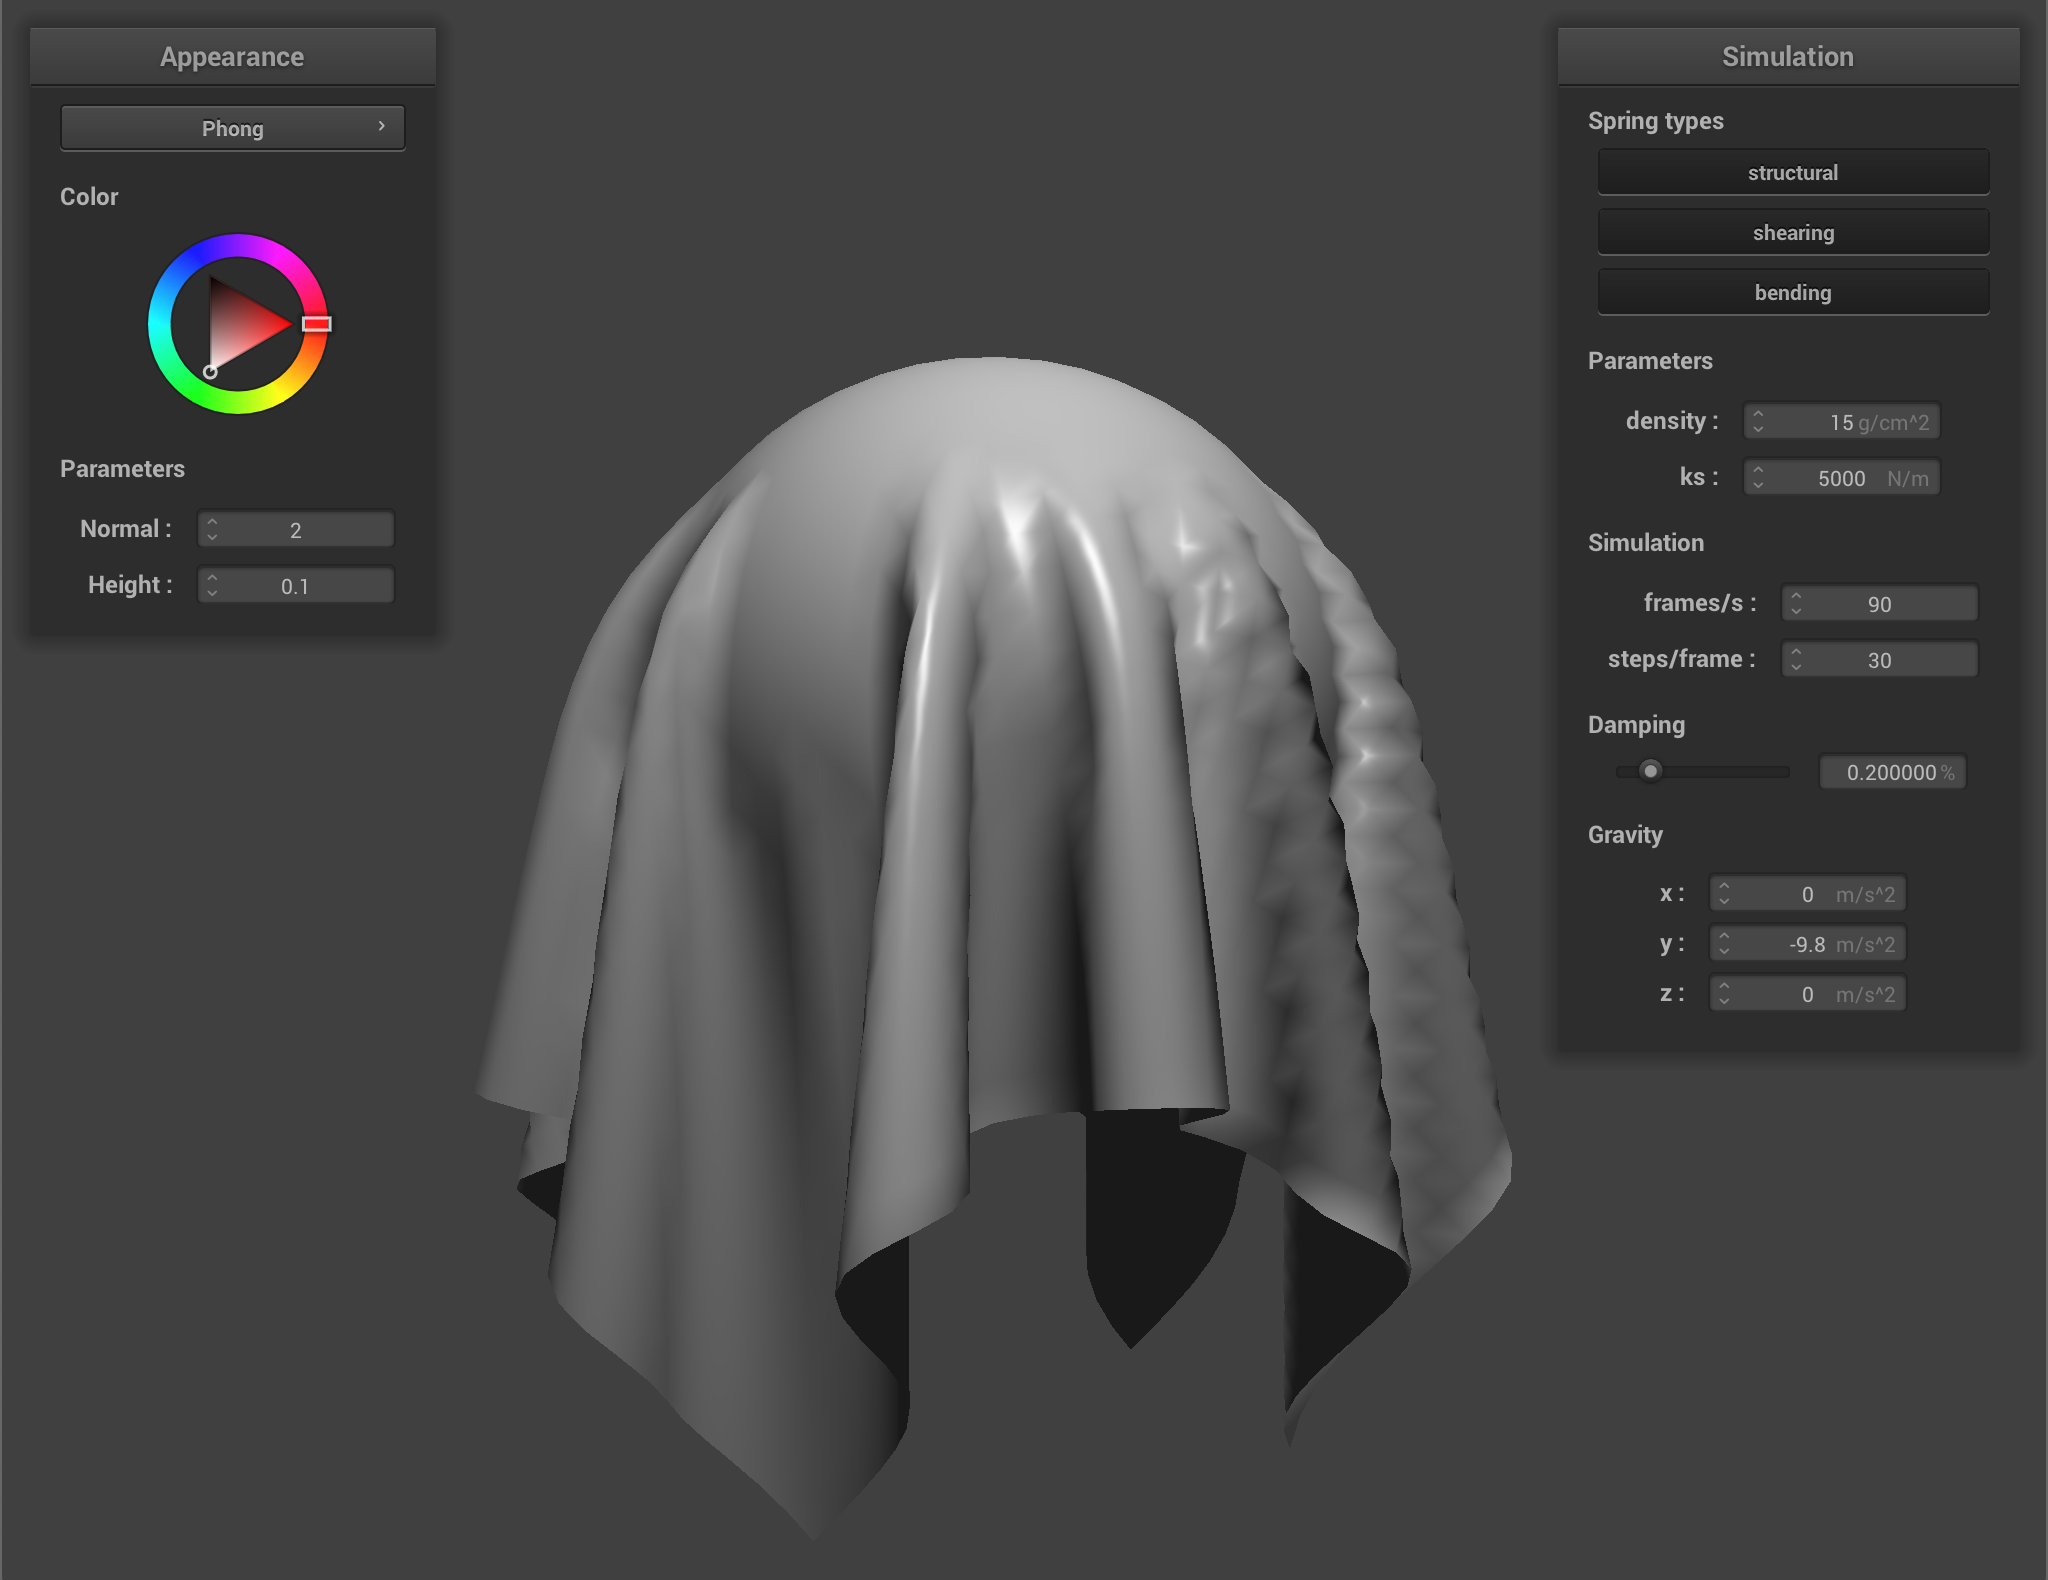 Appearance
Phong
Color
Parameters
Normal : 2
Height : 0.1
Simulation
Spring types
structural
shearing
bending
Parameters
density : 15 g/cm^2
ks : 5000 N/m
Simulation
frames/s : 90
steps/frame : 30
Damping
0.200000 %
Gravity
x : 0 m/s^2
y : -9.8 m/s^2
z : 0 m/s^2